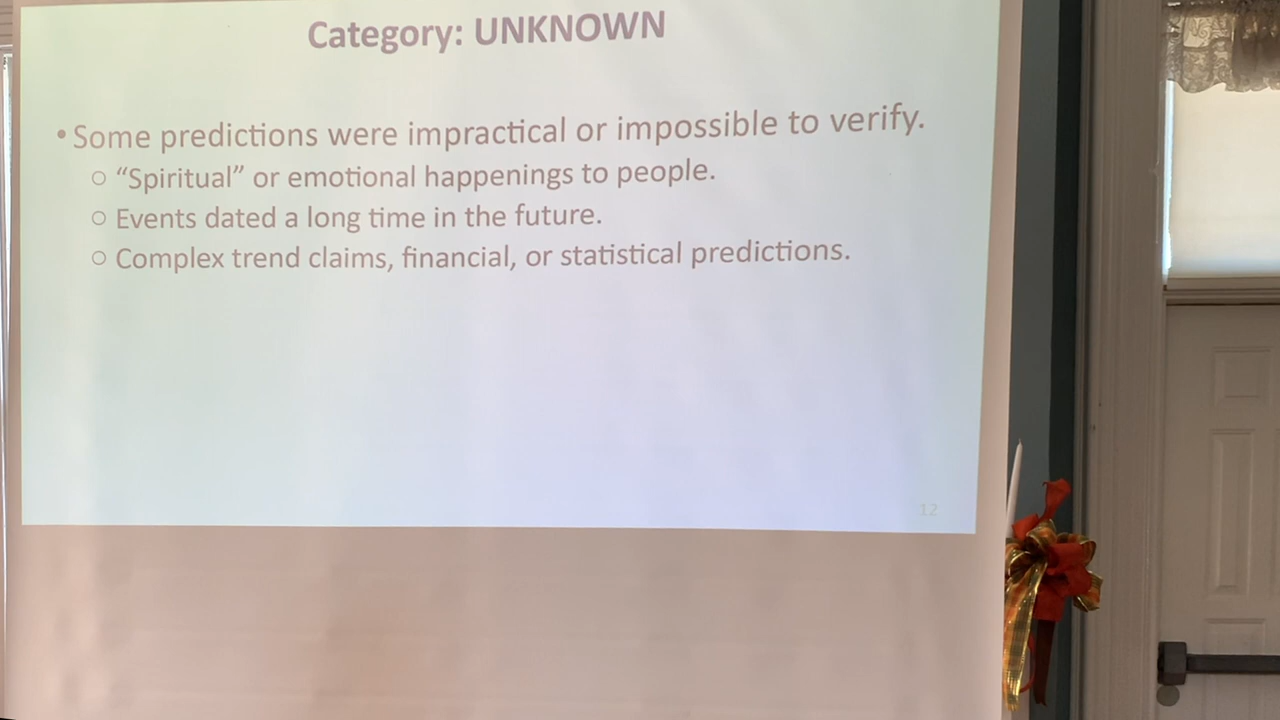 Category: UNKNOWN
• Some predictions were impractical or impossible to verify.
○ “Spiritual” or emotional happenings to people.
○ Events dated a long time in the future.
○ Complex trend claims, financial, or statistical predictions.
12